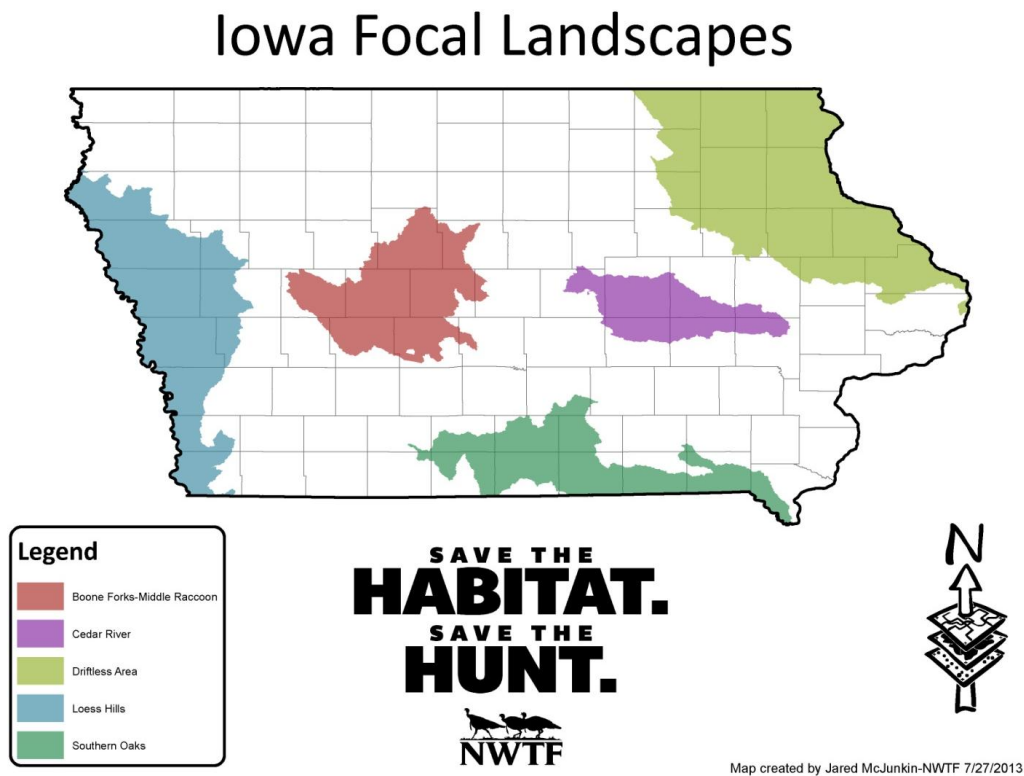 Iowa Focal Landscapes
Legend
Boone Forks-Middle Raccoon
Cedar River
Driftless Area
Loess Hills
Southern Oaks
SAVE THE
HABITAT.
SAVE THE
HUNT.
NWTF
N
Map created by Jared McJunkin-NWTF 7/27/2013